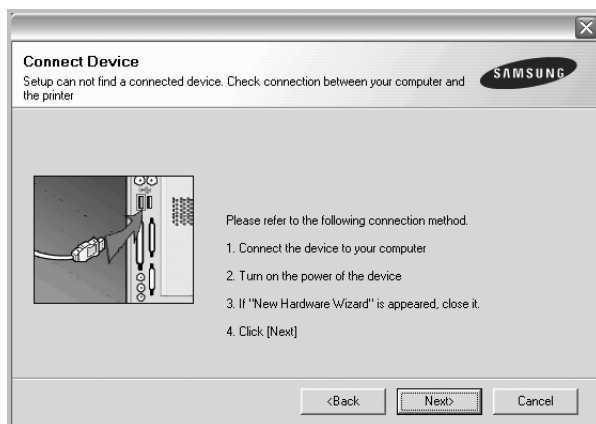 Connect Device
Setup can not find a connected device. Check connection between your computer and
the printer
SAMSUNG
Please refer to the following connection method.
1. Connect the device to your computer
2. Turn on the power of the device
3. If "New Hardware Wizard" is appeared, close it.
4. Click [Next]
<Back
Next>
Cancel